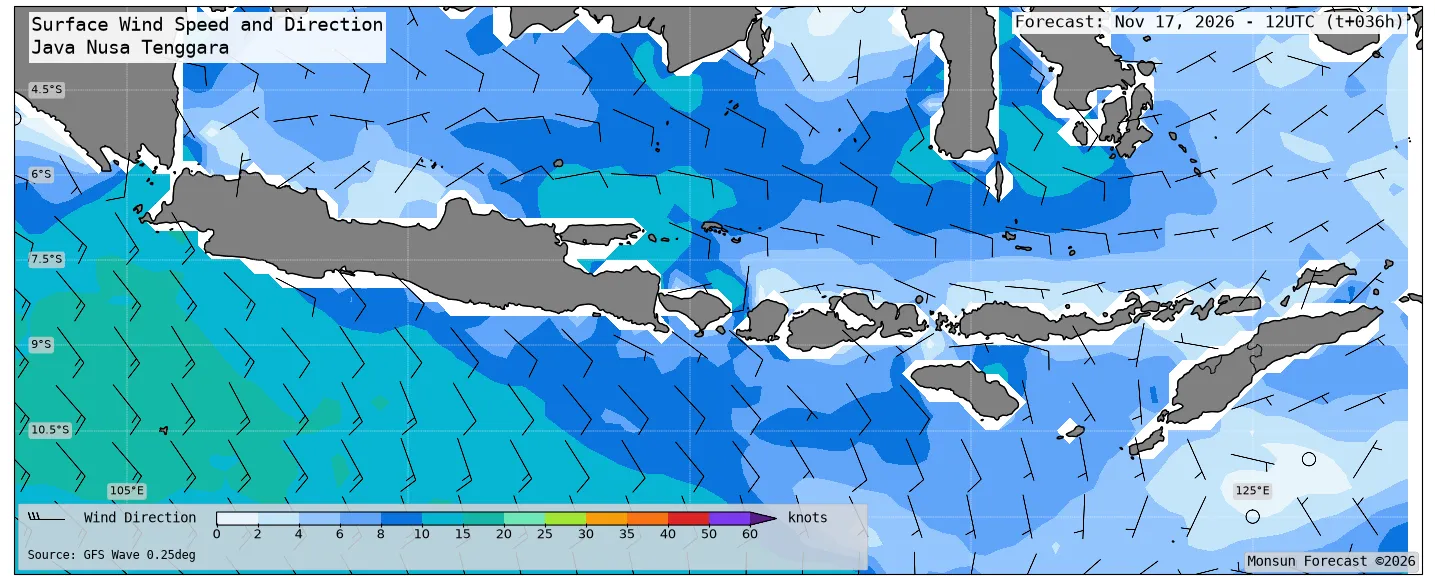 Surface Wind Speed and Direction
Java Nusa Tenggara
Forecast: Nov 17, 2026 - 12UTC (t+036h)
4.5°S
6°S
7.5°S
9°S
10.5°S
105°E
125°E
Wind Direction
0 2 4 6 8 10 15 20 25 30 35 40 50 60
knots
Source: GFS Wave 0.25deg
Monsun Forecast ©2026